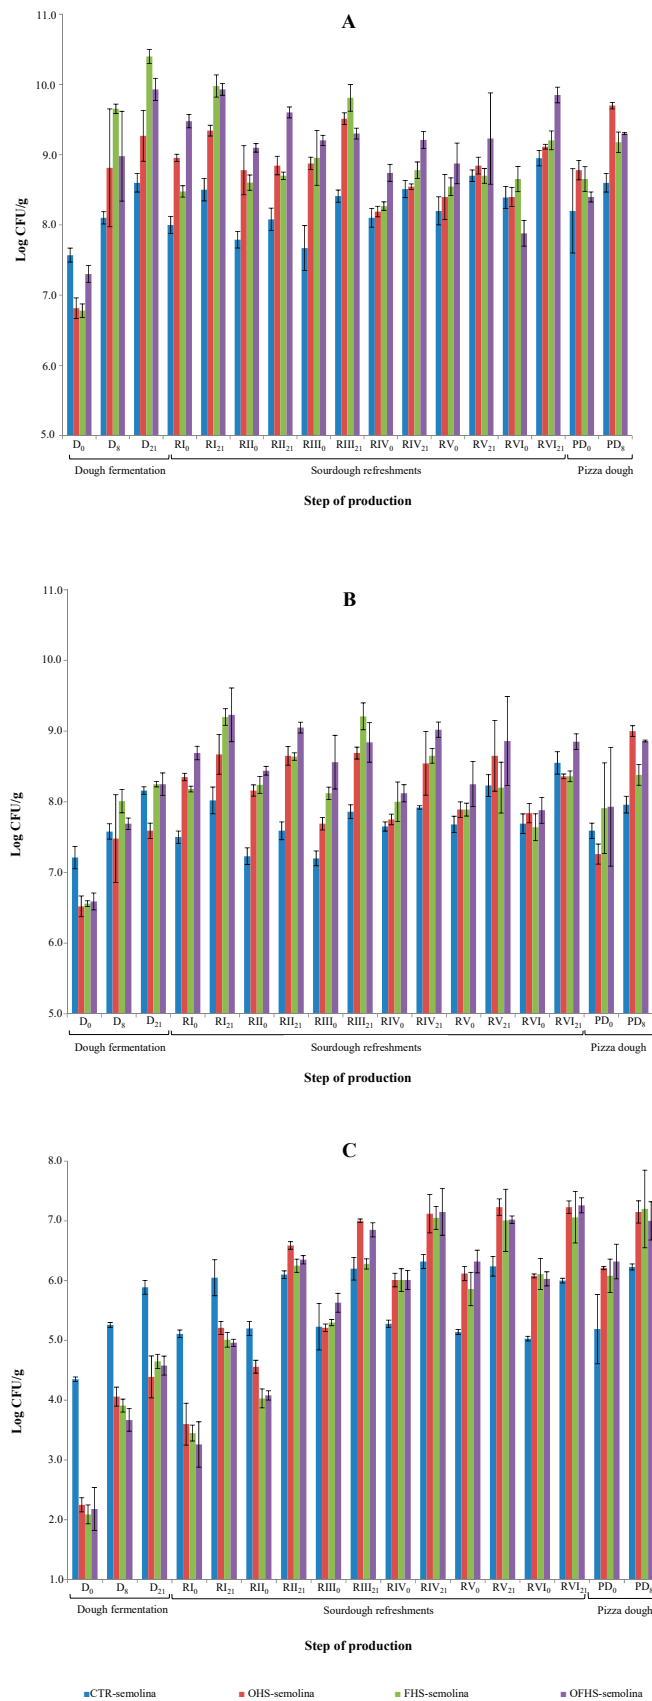 A
11.0
10.0
9.0
8.0
7.0
6.0
5.0
Log CFU/g
D0 D8 D21 RI0 RI21 RII0 RII21 RIII0 RIII21 RIV0 RIV21 RV0 RV21 RVI0 RVI21 PD0 PD8
Dough fermentation Sourdough refreshments Pizza dough
Step of production
B
11.0
10.0
9.0
8.0
7.0
6.0
5.0
Log CFU/g
D0 D8 D21 RI0 RI21 RII0 RII21 RIII0 RIII21 RIV0 RIV21 RV0 RV21 RVI0 RVI21 PD0 PD8
Dough fermentation Sourdough refreshments Pizza dough
Step of production
C
8.0
7.0
6.0
5.0
4.0
3.0
2.0
1.0
Log CFU/g
D0 D8 D21 RI0 RI21 RII0 RII21 RIII0 RIII21 RIV0 RIV21 RV0 RV21 RVI0 RVI21 PD0 PD8
Dough fermentation Sourdough refreshments Pizza dough
Step of production
CTR-semolina OHS-semolina FHS-semolina OFHS-semolina